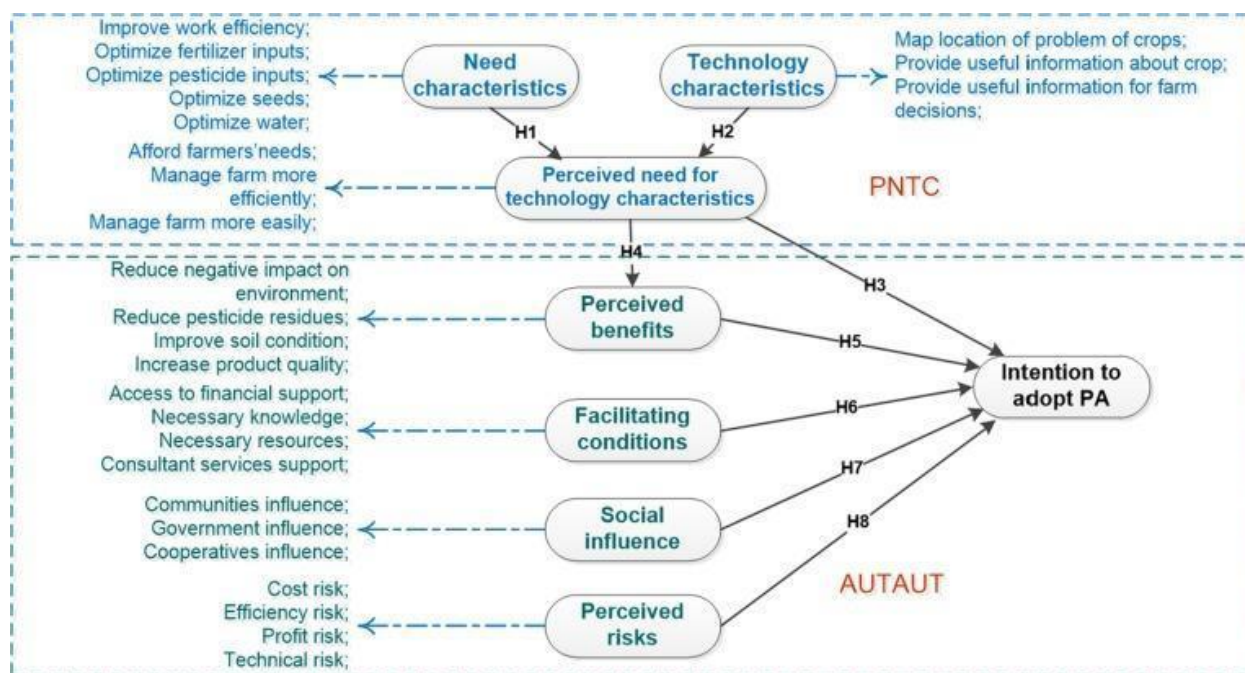 Improve work efficiency;
Optimize fertilizer inputs;
Optimize pesticide inputs;
Optimize seeds;
Optimize water;
Need
characteristics
Technology
characteristics
Map location of problem of crops;
Provide useful information about crop;
Provide useful information for farm
decisions;
H1
H2
Afford farmers'needs;
Manage farm more
efficiently;
Manage farm more easily;
Perceived need for
technology characteristics
PNTC
H4
H3
Reduce negative impact on
environment;
Reduce pesticide residues;
Improve soil condition;
Increase product quality;
Perceived
benefits
H5
Intention to
adopt PA
Access to financial support;
Necessary knowledge;
Necessary resources;
Consultant services support;
Facilitating
conditions
H6
Communities influence;
Government influence;
Cooperatives influence;
Social
influence
H7
H8
Cost risk;
Efficiency risk;
Profit risk;
Technical risk;
Perceived
risks
AUTAUT